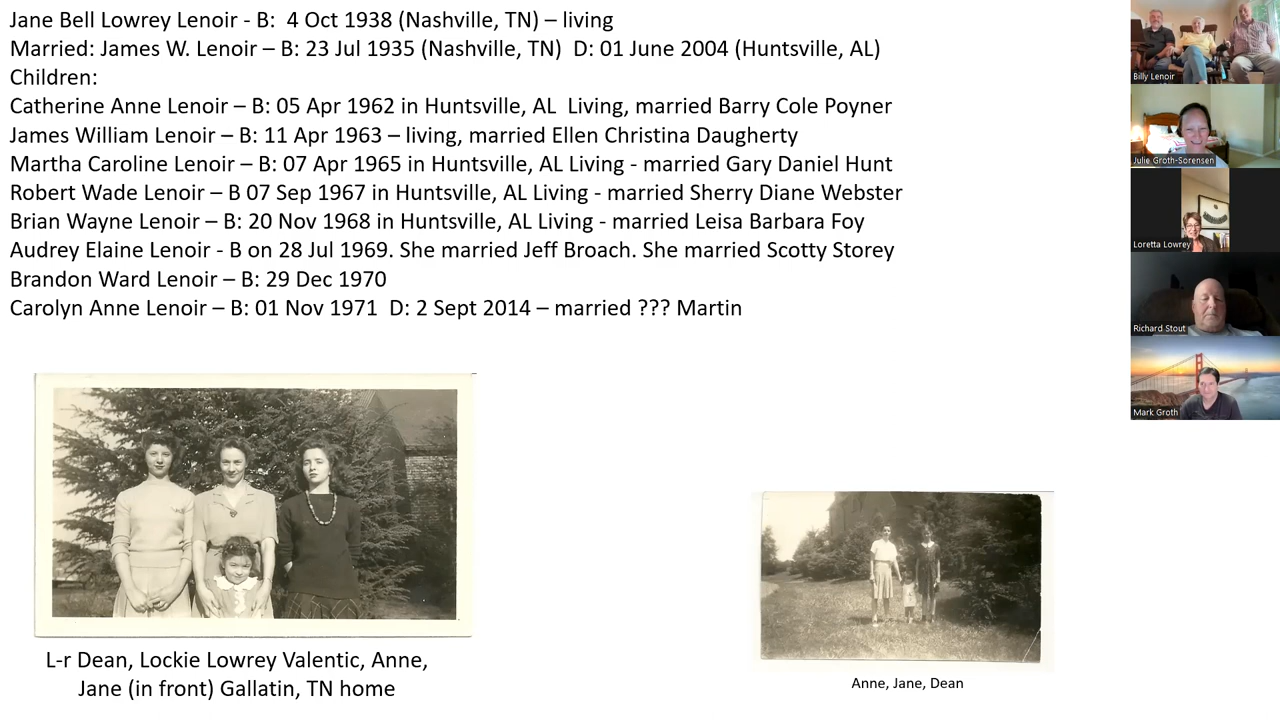 Jane Bell Lowrey Lenoir - B:  4 Oct 1938 (Nashville, TN) – living
Married: James W. Lenoir – B: 23 Jul 1935 (Nashville, TN)  D: 01 June 2004 (Huntsville, AL)
Children:
Catherine Anne Lenoir – B: 05 Apr 1962 in Huntsville, AL  Living, married Barry Cole Poyner
James William Lenoir – B: 11 Apr 1963 – living, married Ellen Christina Daugherty
Martha Caroline Lenoir – B: 07 Apr 1965 in Huntsville, AL Living - married Gary Daniel Hunt
Robert Wade Lenoir – B 07 Sep 1967 in Huntsville, AL Living - married Sherry Diane Webster
Brian Wayne Lenoir – B: 20 Nov 1968 in Huntsville, AL Living - married Leisa Barbara Foy
Audrey Elaine Lenoir - B on 28 Jul 1969. She married Jeff Broach. She married Scotty Storey
Brandon Ward Lenoir – B: 29 Dec 1970
Carolyn Anne Lenoir – B: 01 Nov 1971  D: 2 Sept 2014 – married ??? Martin
L-r Dean, Lockie Lowrey Valentic, Anne,
Jane (in front) Gallatin, TN home
Anne, Jane, Dean
Billy Lenoir
Julie Groth-Sorensen
Loretta Lowrey
Richard Stout
Mark Groth